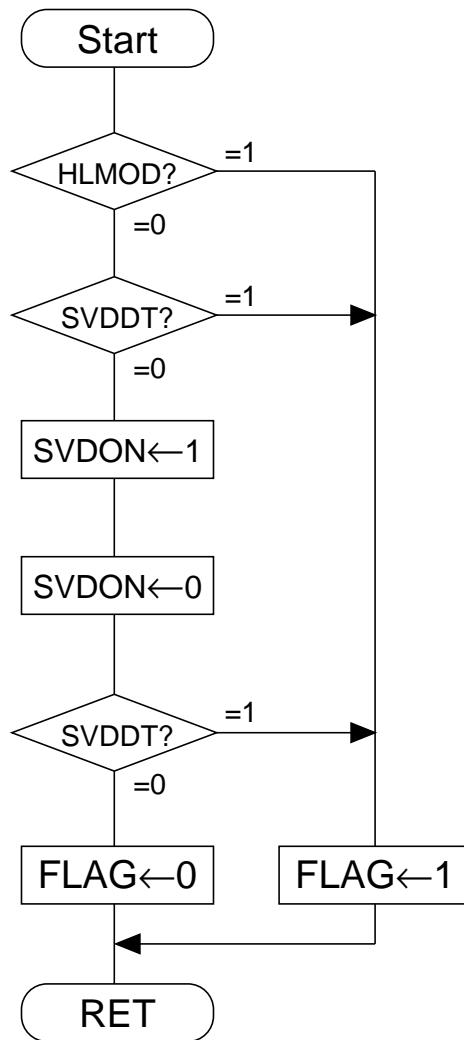 Start
HLMOD?
=1
=0
SVDDT?
=1
=0
SVDON←1
SVDON←0
SVDDT?
=1
=0
FLAG←0
FLAG←1
RET